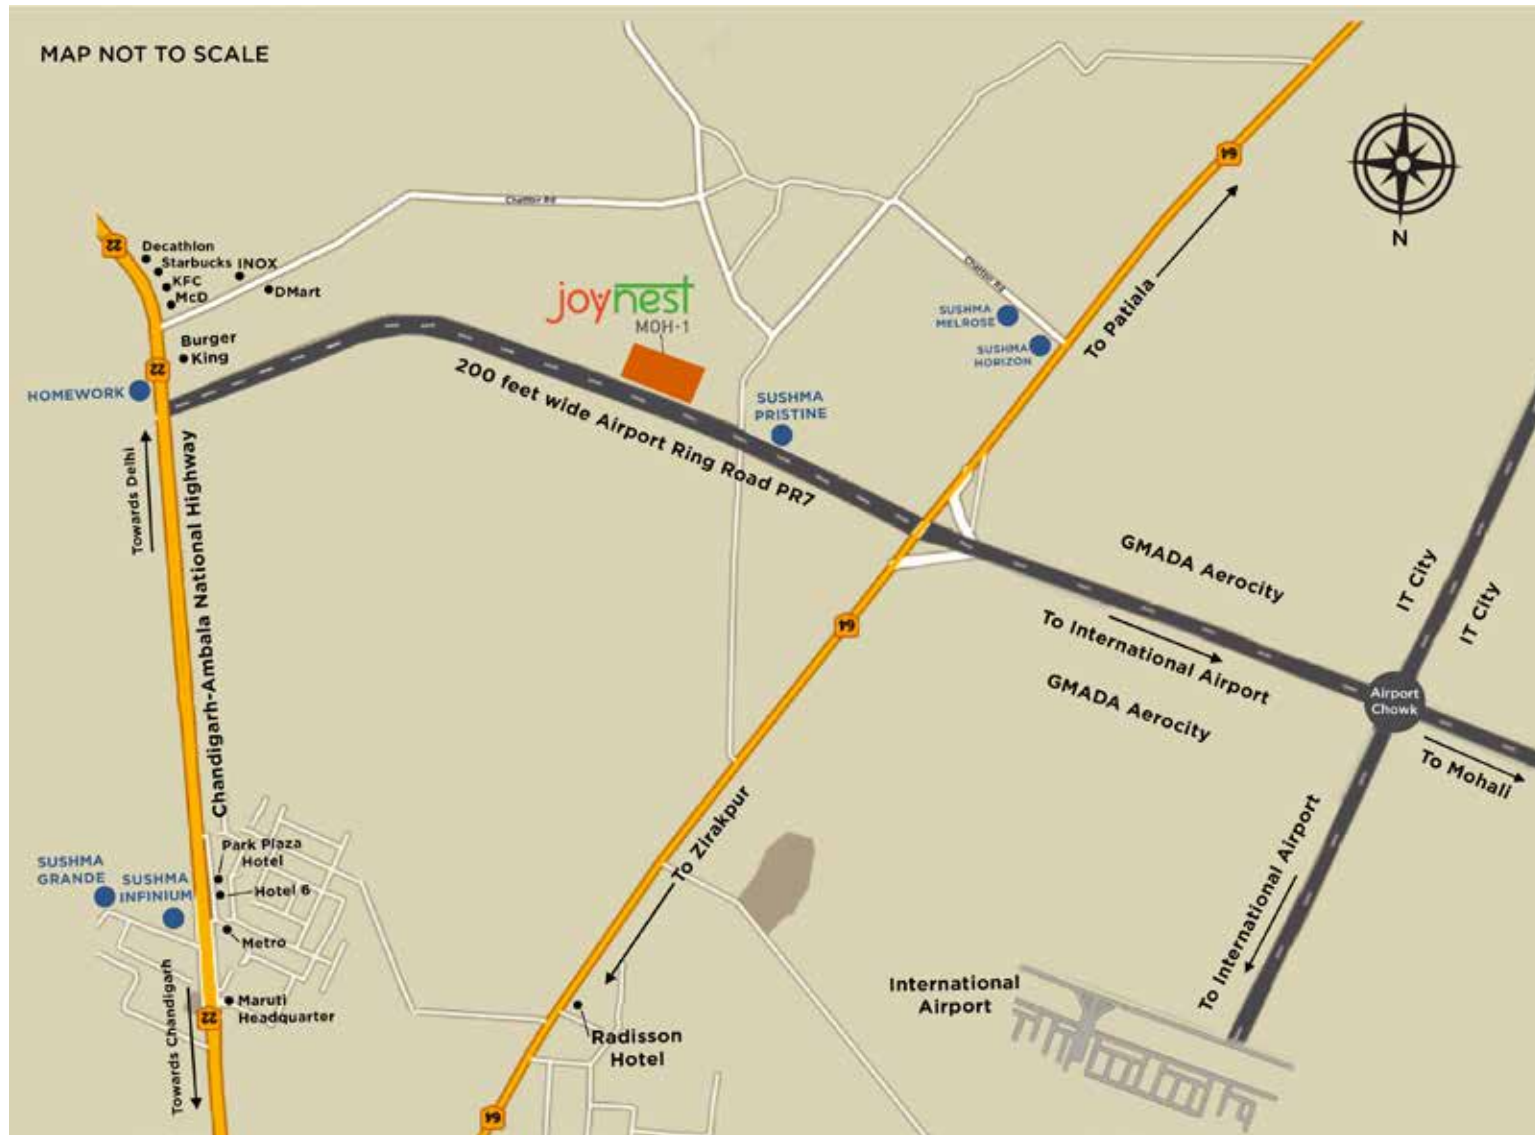 MAP NOT TO SCALE
64
N
22
Decathlon
Starbucks
INOX
KFC
McD
DMart
Chattbir Rd
joynest
MOH-1
Chattbir Rd
SUSHMA
MELROSE
SUSHMA
HORIZON
To Patiala
Burger
King
22
HOMEWORK
200 feet wide Airport Ring Road PR7
SUSHMA
PRISTINE
Towards Delhi
Chandigarh-Ambala National Highway
GMADA Aerocity
IT City
IT City
64
To International Airport
GMADA Aerocity
Airport
Chowk
To Mohali
To Zirakpur
To International Airport
Park Plaza
Hotel
SUSHMA
GRANDE
SUSHMA
INFINIUM
Hotel 6
Metro
Towards Chandigarh
Maruti
Headquarter
22
International
Airport
Radisson
Hotel
64